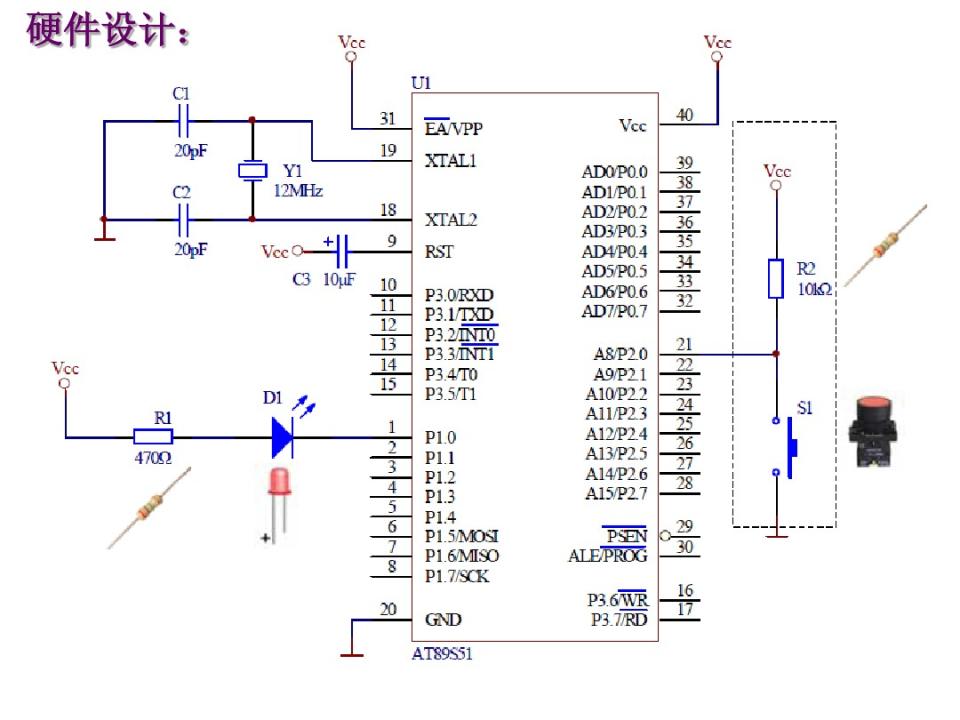 硬件设计：
Vcc
Vcc
U1
C1
20pF
Y1
12MHz
C2
20pF
Vcc
+
C3 10μF
31 EA/VPP
19 XTAL1
18 XTAL2
9 RST
10 P3.0/RXD
11 P3.1/TXD
12 P3.2/INT0
13 P3.3/INT1
14 P3.4/T0
15 P3.5/T1
1 P1.0
2 P1.1
3 P1.2
4 P1.3
5 P1.4
6 P1.5/MOSI
7 P1.6/MISO
8 P1.7/SCK
20 GND
Vcc 40
AD0/P0.0 39
AD1/P0.1 38
AD2/P0.2 37
AD3/P0.3 36
AD4/P0.4 35
AD5/P0.5 34
AD6/P0.6 33
AD7/P0.7 32
A8/P2.0 21
A9/P2.1 22
A10/P2.2 23
A11/P2.3 24
A12/P2.4 25
A13/P2.5 26
A14/P2.6 27
A15/P2.7 28
PSEN 29
ALE/PROG 30
P3.6/WR 16
P3.7/RD 17
AT89S51
Vcc
R1
470Ω
D1
+
Vcc
R2
10kΩ
S1